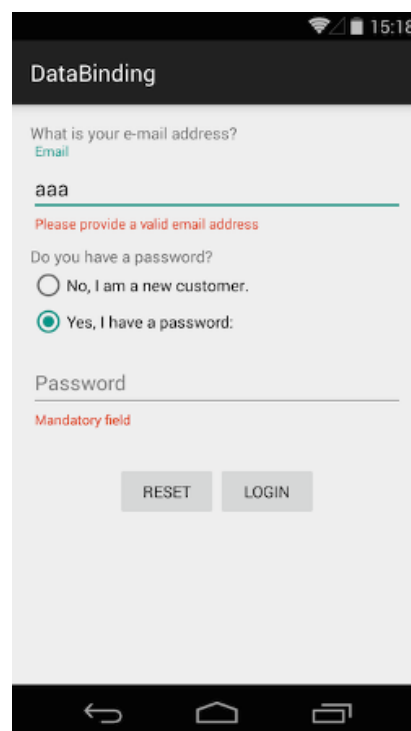 15:18
DataBinding
What is your e-mail address?
Email
aaa
Please provide a valid email address
Do you have a password?
No, I am a new customer.
Yes, I have a password:
Password
Mandatory field
RESET LOGIN